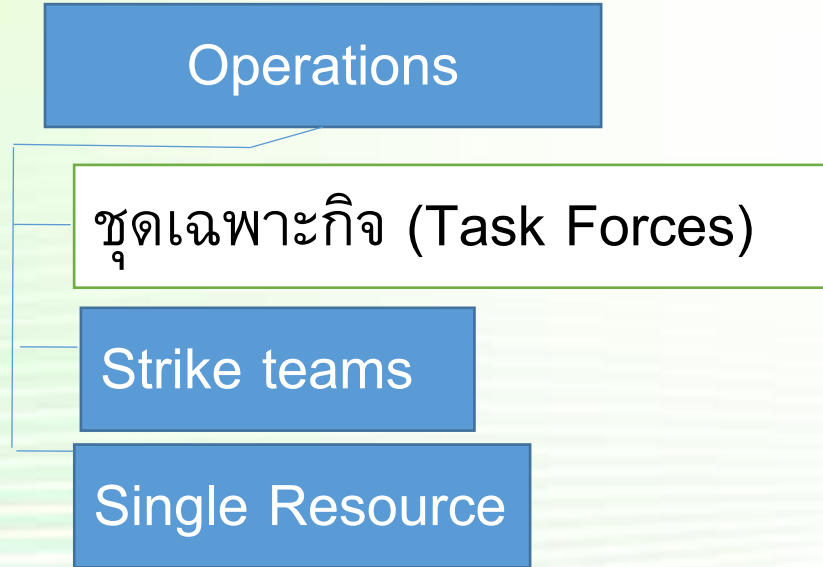 Operations
ชุดเฉพาะกิจ (Task Forces)
Strike teams
Single Resource